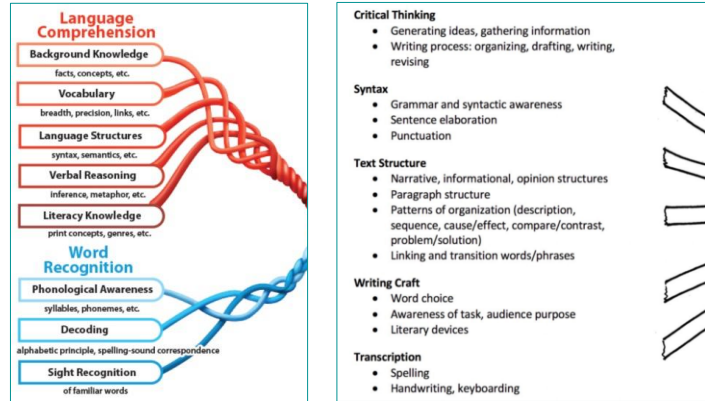 Language
Comprehension
Background Knowledge
facts, concepts, etc.
Vocabulary
breadth, precision, links, etc.
Language Structures
syntax, semantics, etc.
Verbal Reasoning
inference, metaphor, etc.
Literacy Knowledge
print concepts, genres, etc.
Word
Recognition
Phonological Awareness
syllables, phonemes, etc.
Decoding
alphabetic principle, spelling-sound correspondence
Sight Recognition
of familiar words
Critical Thinking
• Generating ideas, gathering information
• Writing process: organizing, drafting, writing,
revising
Syntax
• Grammar and syntactic awareness
• Sentence elaboration
• Punctuation
Text Structure
• Narrative, informational, opinion structures
• Paragraph structure
• Patterns of organization (description,
sequence, cause/effect, compare/contrast,
problem/solution)
• Linking and transition words/phrases
Writing Craft
• Word choice
• Awareness of task, audience purpose
• Literary devices
Transcription
• Spelling
• Handwriting, keyboarding